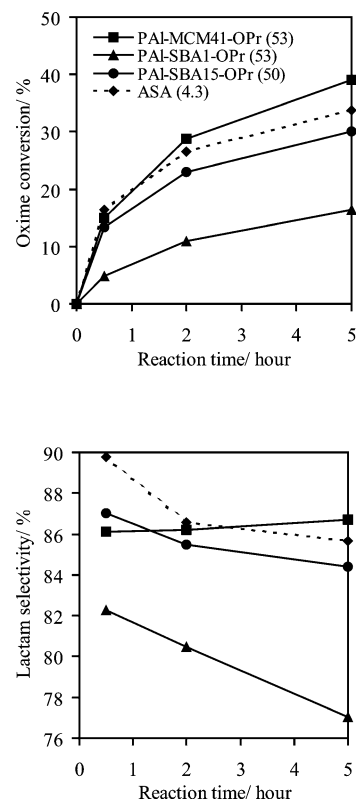 50
40
30
20
10
0
Oxime conversion/ %
PAl-MCM41-OPr (53)
PAl-SBA1-OPr (53)
PAl-SBA15-OPr (50)
ASA (4.3)
0 1 2 3 4 5
Reaction time/ hour
90
88
86
84
82
80
78
76
Lactam selectivity/ %
0 1 2 3 4 5
Reaction time/ hour